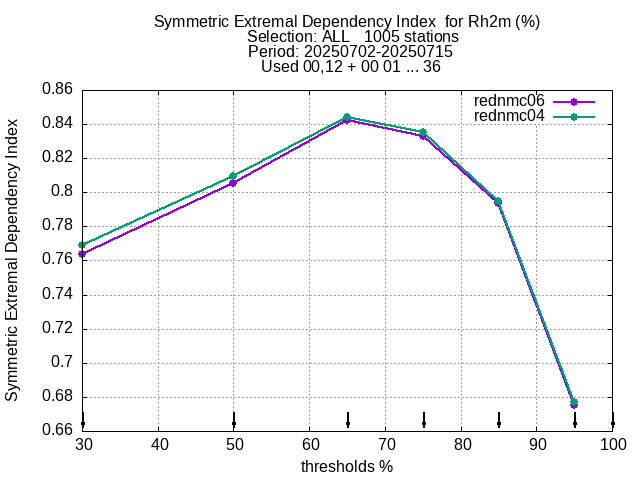 Symmetric Extremal Dependency Index  for Rh2m (%)
Selection: ALL   1005 stations
Period: 20250702-20250715
Used 00,12 + 00 01 ... 36
rednmc06
rednmc04
Symmetric Extremal Dependency Index
0.86
0.84
0.82
0.8
0.78
0.76
0.74
0.72
0.7
0.68
0.66
30 40 50 60 70 80 90 100
thresholds %